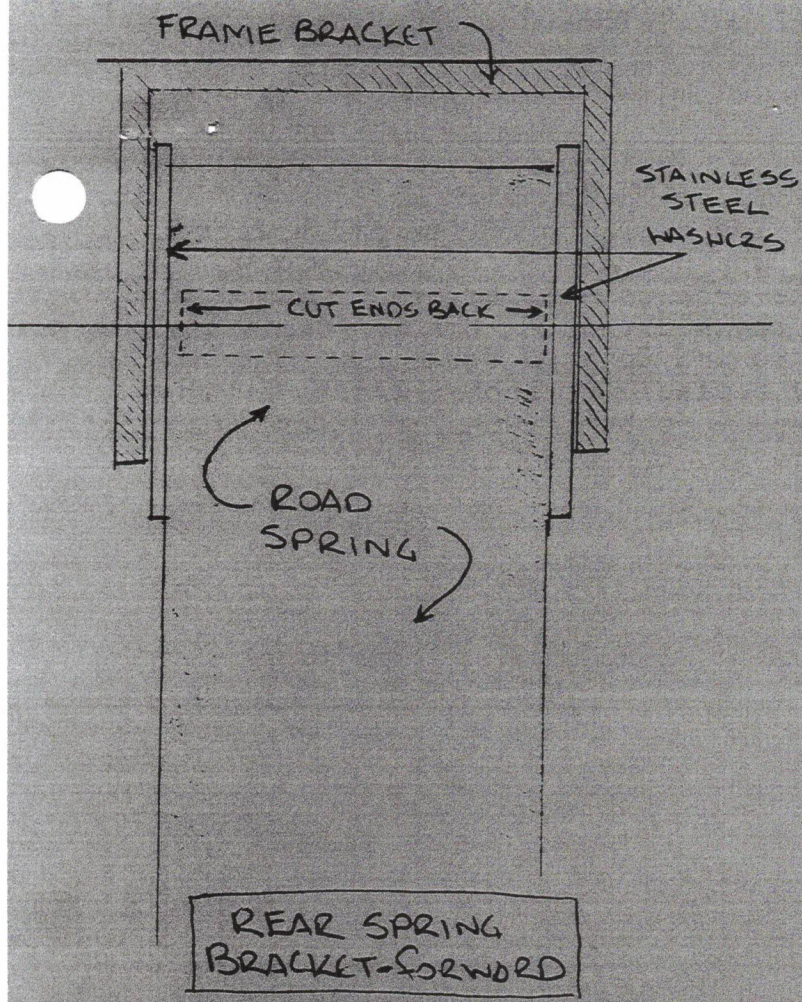 FRAME BRACKET
STAINLESS
STEEL
WASHERS
CUT ENDS BACK
ROAD
SPRING
REAR SPRING
BRACKET-FORWORD